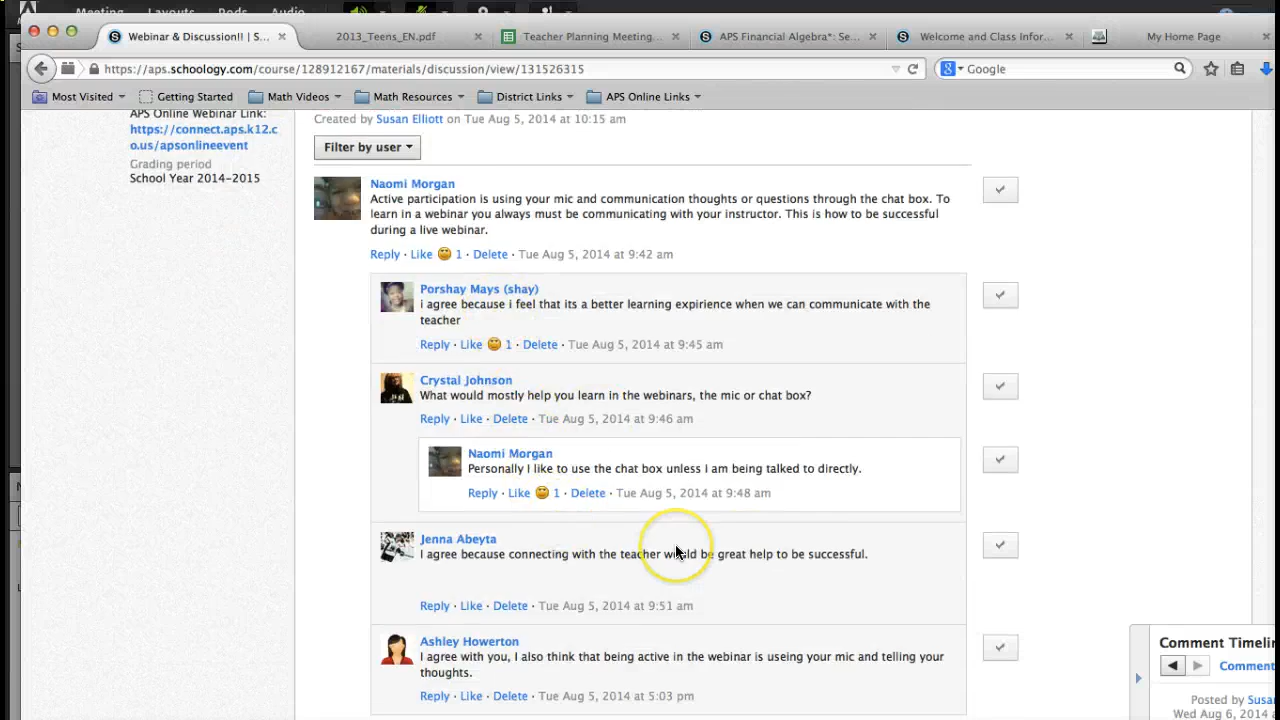 Meeting Layouts Pods Audio
Webinar & Discussion!! | S...
2013_Teens_EN.pdf
Teacher Planning Meeting...
APS Financial Algebra*: Se...
Welcome and Class Infor...
My Home Page
https://aps.schoology.com/course/128912167/materials/discussion/view/131526315
Google
Most Visited
Getting Started
Math Videos
Math Resources
District Links
APS Online Links
APS Online Webinar Link:
https://connect.aps.k12.c
o.us/apsonlineevent
Grading period
School Year 2014-2015
Created by Susan Elliott on Tue Aug 5, 2014 at 10:15 am
Filter by user
Naomi Morgan
Active participation is using your mic and communication thoughts or questions through the chat box. To
learn in a webinar you always must be communicating with your instructor. This is how to be successful
during a live webinar.
Reply · Like 1 · Delete · Tue Aug 5, 2014 at 9:42 am
Porshay Mays (shay)
i agree because i feel that its a better learning expirience when we can communicate with the
teacher
Reply · Like 1 · Delete · Tue Aug 5, 2014 at 9:45 am
Crystal Johnson
What would mostly help you learn in the webinars, the mic or chat box?
Reply · Like · Delete · Tue Aug 5, 2014 at 9:46 am
Naomi Morgan
Personally I like to use the chat box unless i am being talked to directly.
Reply · Like 1 · Delete · Tue Aug 5, 2014 at 9:48 am
Jenna Abeyta
I agree because connecting with the teacher would be great help to be successful.
Reply · Like · Delete · Tue Aug 5, 2014 at 9:51 am
Ashley Howerton
I agree with you, I also think that being active in the webinar is useing your mic and telling your
thoughts.
Reply · Like · Delete · Tue Aug 5, 2014 at 5:03 pm
Comment Timelin
Comment
Posted by Susa
Wed Aug 6, 2014